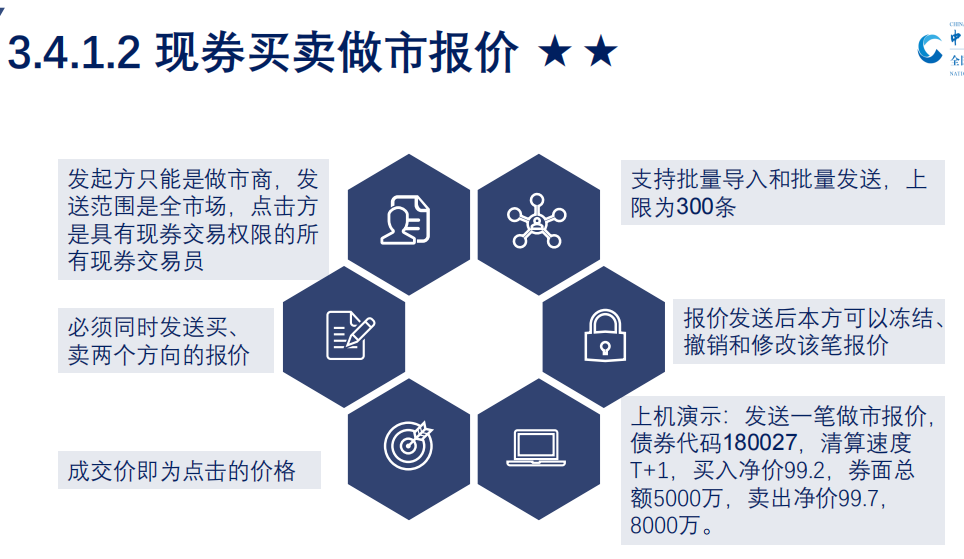 3.4.1.2 现券买卖做市报价 ★ ★
CHINA
中
全国
NATIO
发起方只能是做市商，发
送范围是全市场，点击方
是具有现券交易权限的所
有现券交易员
支持批量导入和批量发送，上
限为300条
必须同时发送买、
卖两个方向的报价
报价发送后本方可以冻结、
撤销和修改该笔报价
成交价即为点击的价格
上机演示：发送一笔做市报价，
债券代码180027，清算速度
T+1，买入净价99.2，券面总
额5000万，卖出净价99.7，
8000万。